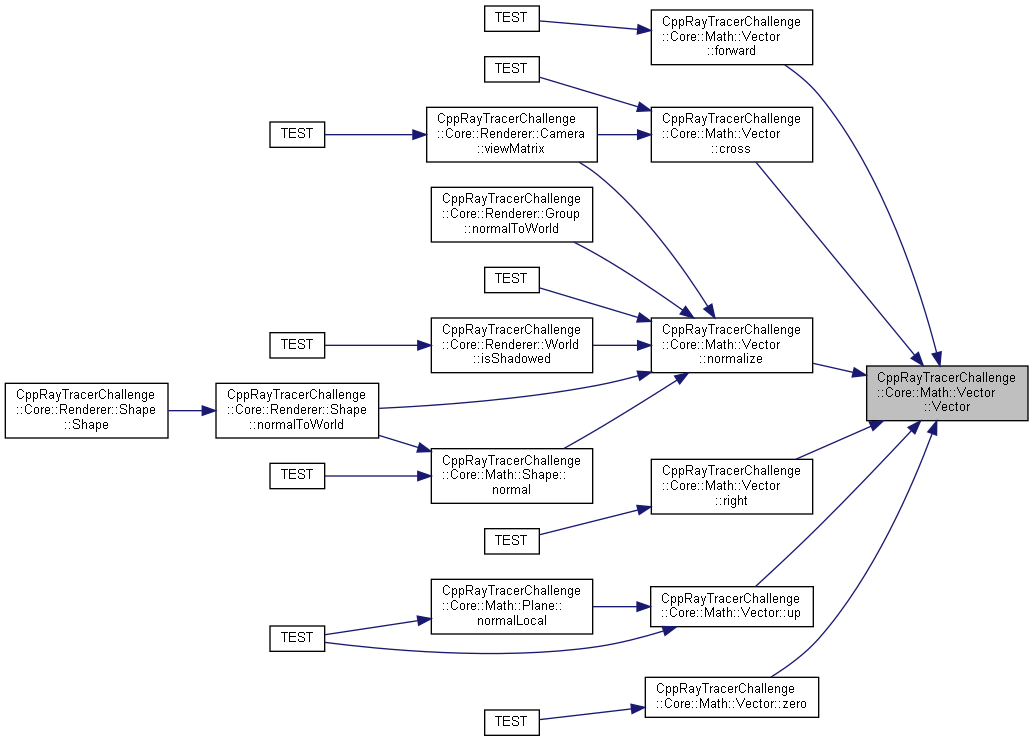 TEST
CppRayTracerChallenge
::Core::Math::Vector
::forward
TEST
CppRayTracerChallenge
::Core::Math::Vector
::cross
TEST
CppRayTracerChallenge
::Core::Renderer::Camera
::viewMatrix
CppRayTracerChallenge
::Core::Renderer::Group
::normalToWorld
TEST
TEST
CppRayTracerChallenge
::Core::Renderer::World
::isShadowed
CppRayTracerChallenge
::Core::Math::Vector
::normalize
CppRayTracerChallenge
::Core::Math::Vector
::Vector
CppRayTracerChallenge
::Core::Renderer::Shape
::Shape
CppRayTracerChallenge
::Core::Renderer::Shape
::normalToWorld
TEST
CppRayTracerChallenge
::Core::Math::Shape::
normal
CppRayTracerChallenge
::Core::Math::Vector
::right
TEST
CppRayTracerChallenge
::Core::Math::Plane::
normalLocal
CppRayTracerChallenge
::Core::Math::Vector::up
TEST
CppRayTracerChallenge
::Core::Math::Vector::zero
TEST